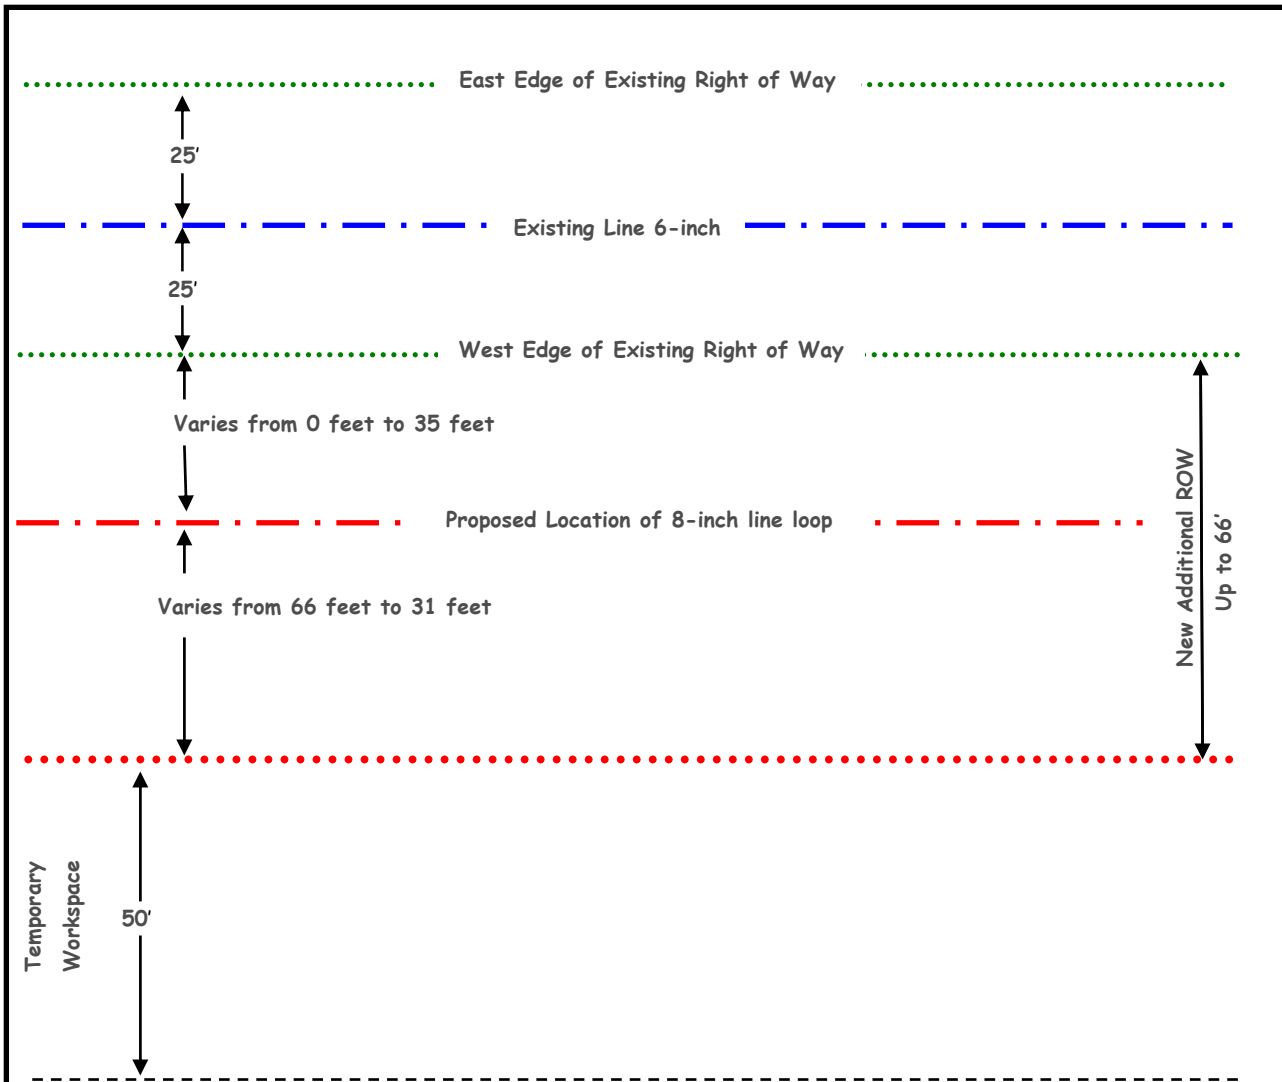 East Edge of Existing Right of Way
25'
Existing Line 6-inch
25'
West Edge of Existing Right of Way
Varies from 0 feet to 35 feet
Proposed Location of 8-inch line loop
New Additional ROW
Up to 66'
Varies from 66 feet to 31 feet
Temporary
Workspace
50'